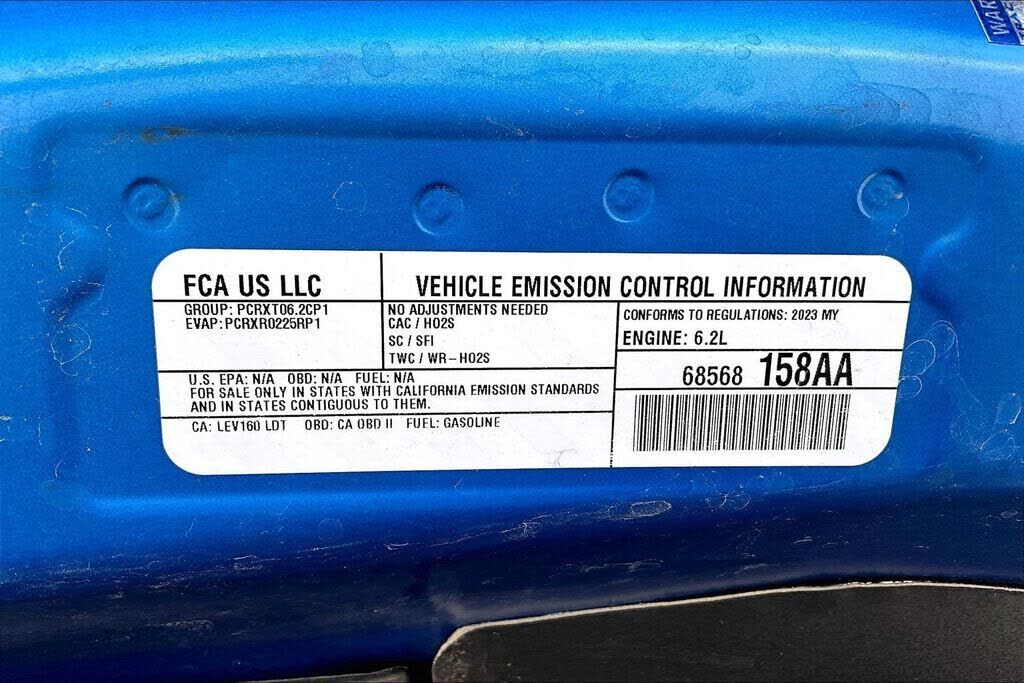 WAR
FCA US LLC
VEHICLE EMISSION CONTROL INFORMATION
GROUP: PCRXT06.2CP1
EVAP: PCRXR0225RP1
NO ADJUSTMENTS NEEDED
CAC / HO2S
SC / SFI
TWC / WR-HO2S
CONFORMS TO REGULATIONS: 2023 MY
ENGINE: 6.2L
68568 158AA
U.S. EPA: N/A OBD: N/A FUEL: N/A
FOR SALE ONLY IN STATES WITH CALIFORNIA EMISSION STANDARDS
AND IN STATES CONTIGUOUS TO THEM.
CA: LEV160 LDT OBD: CA OBD II FUEL: GASOLINE